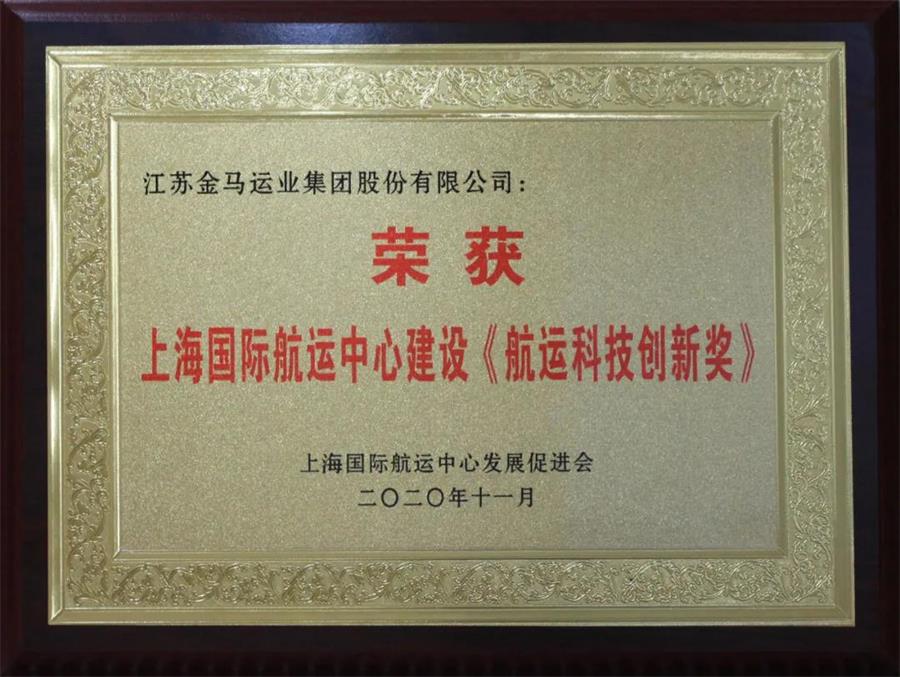 江苏金马运业集团股份有限公司：
荣获
上海国际航运中心建设《航运科技创新奖》
上海国际航运中心发展促进会
二〇二〇年十一月